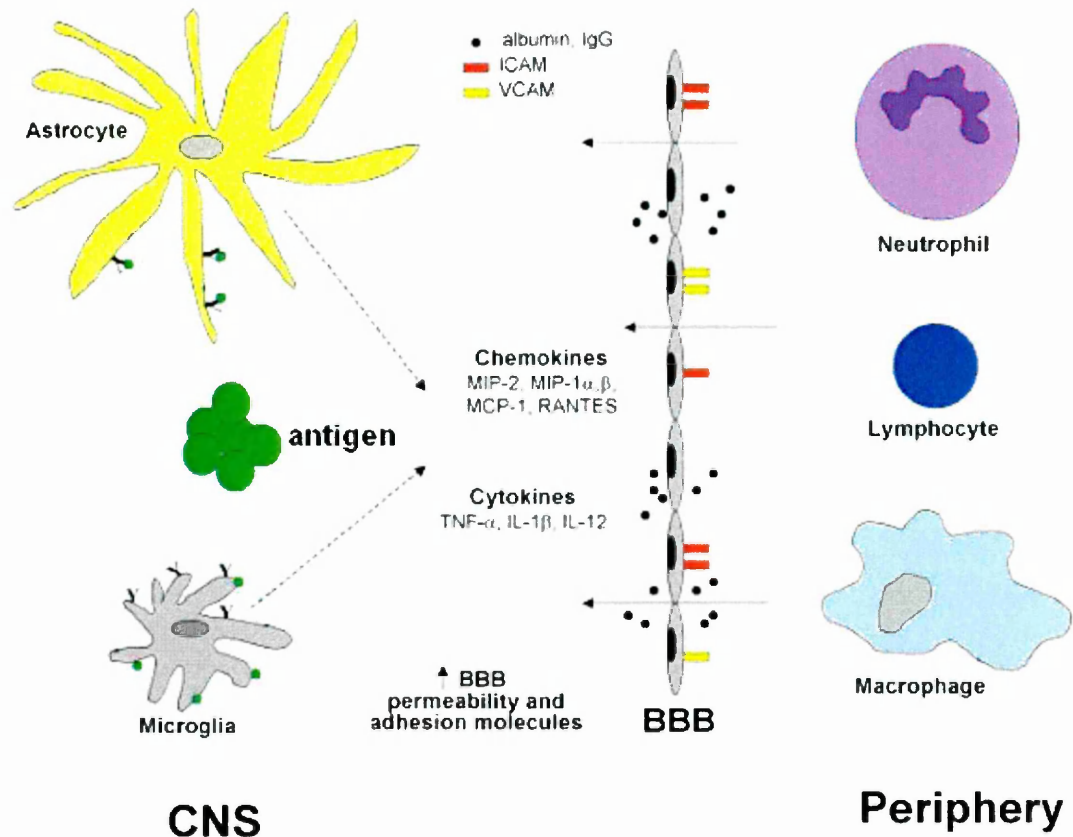 albumin, IgG
ICAM
VCAM
Astrocyte
Neutrophil
Chemokines
MIP-2, MIP-1α,β,
MCP-1, RANTES
antigen
Lymphocyte
Cytokines
TNF-α, IL-1β, IL-12
Microglia
BBB
permeability and
adhesion molecules
BBB
Macrophage
CNS
Periphery